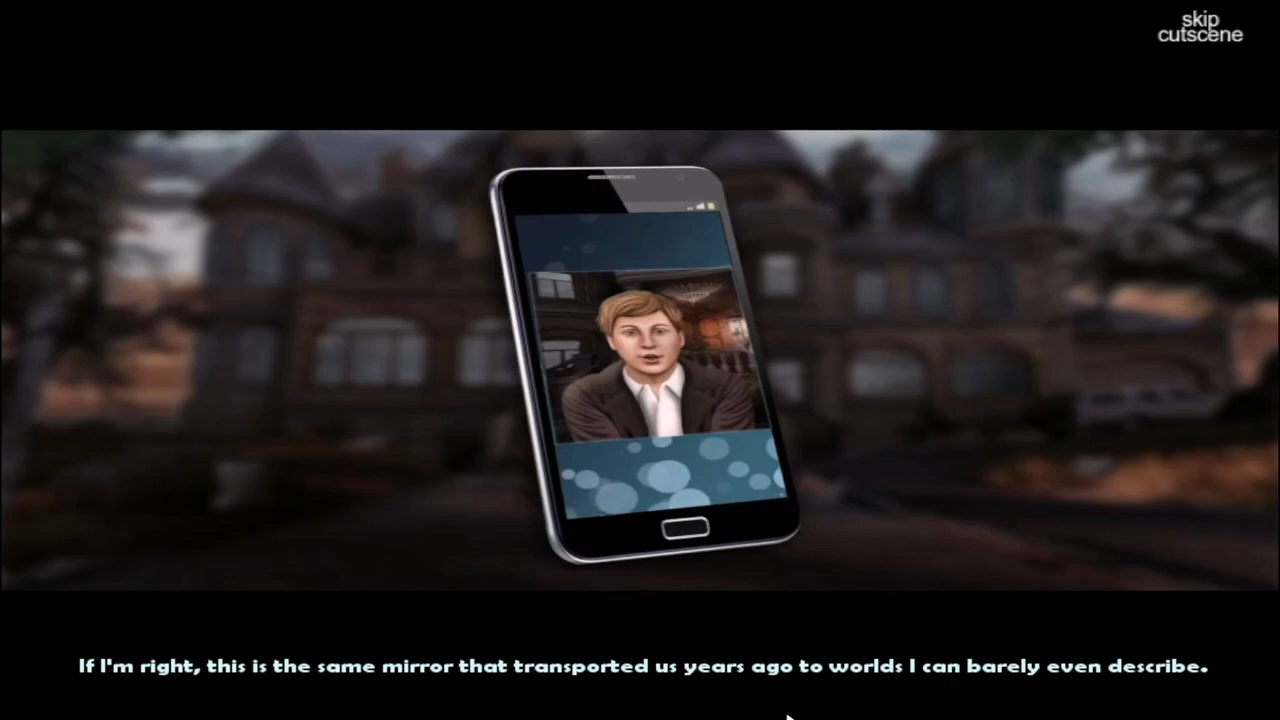 skip
cutscene
If I'm right, this is the same mirror that transported us years ago to worlds I can barely even describe.